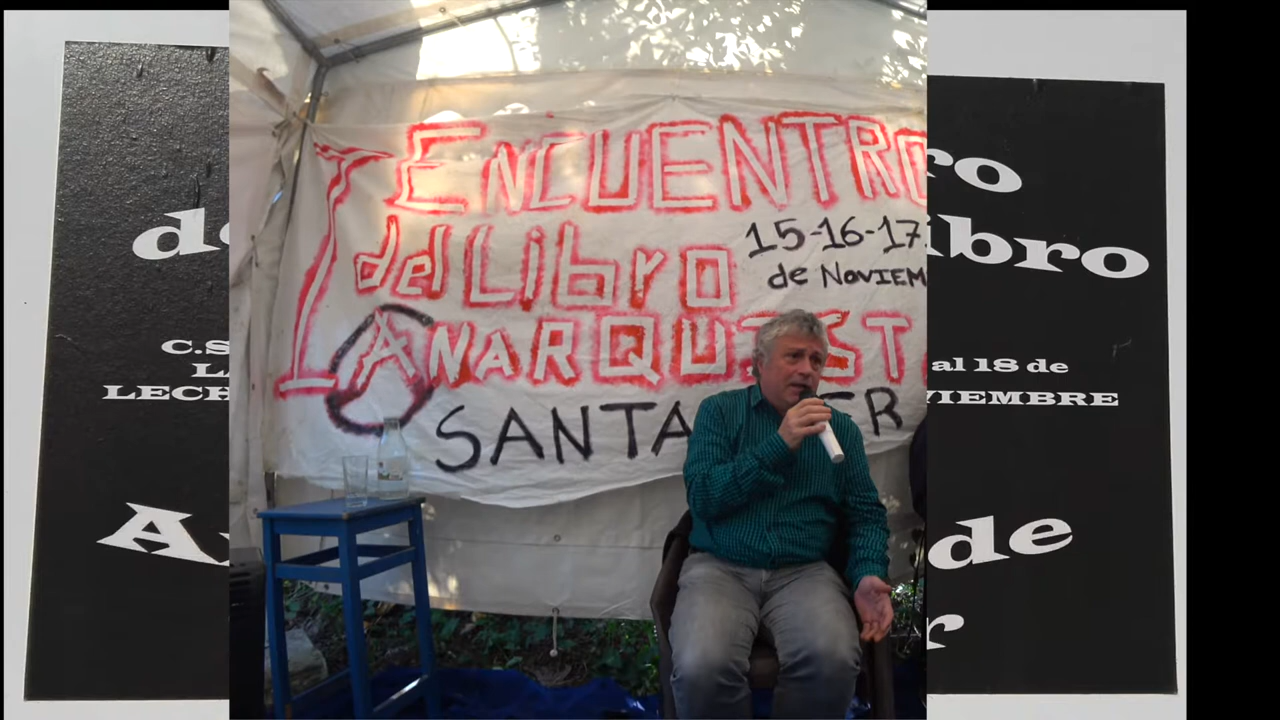 I ENCUENTRO
del Libro
15-16-17
de NOVIEM
ANARQUIST
SANTA ER
ro
de
ibro
C.S
al 18 de
LECH
VIEMBRE
A
de
r